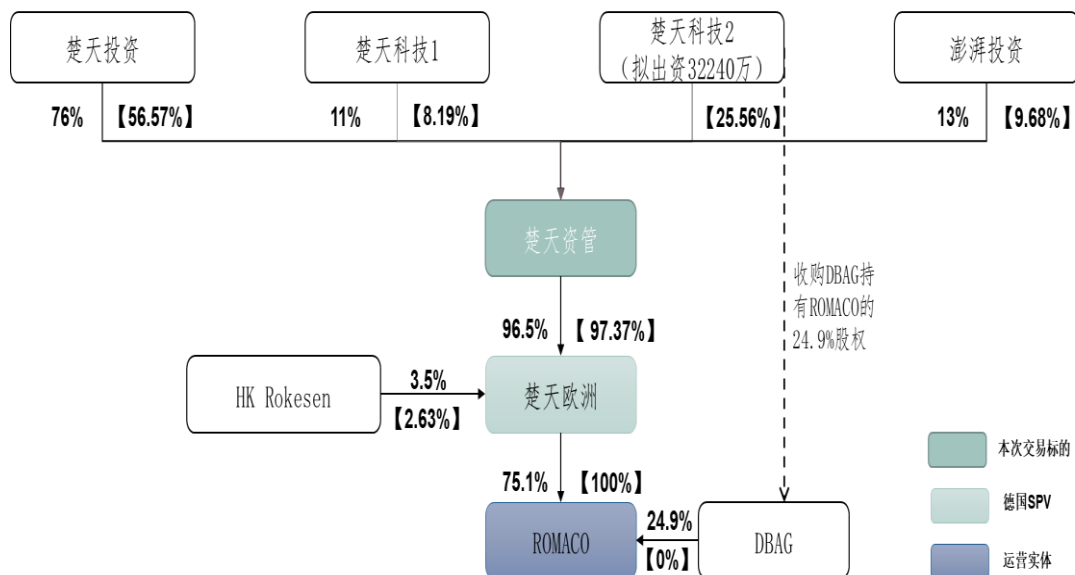 楚天投资
楚天科技1
楚天科技2
（拟出资32240万）
澎湃投资
76% 【56.57%】
11% 【8.19%】
【25.56%】
13% 【9.68%】
楚天资管
收购DBAG持
有ROMACO的
24.9%股权
96.5% 【 97.37%】
HK Rokesen
3.5%
【2.63%】
楚天欧洲
75.1% 【100%】
ROMACO
24.9%
【0%】
DBAG
本次交易标的
德国SPV
运营实体